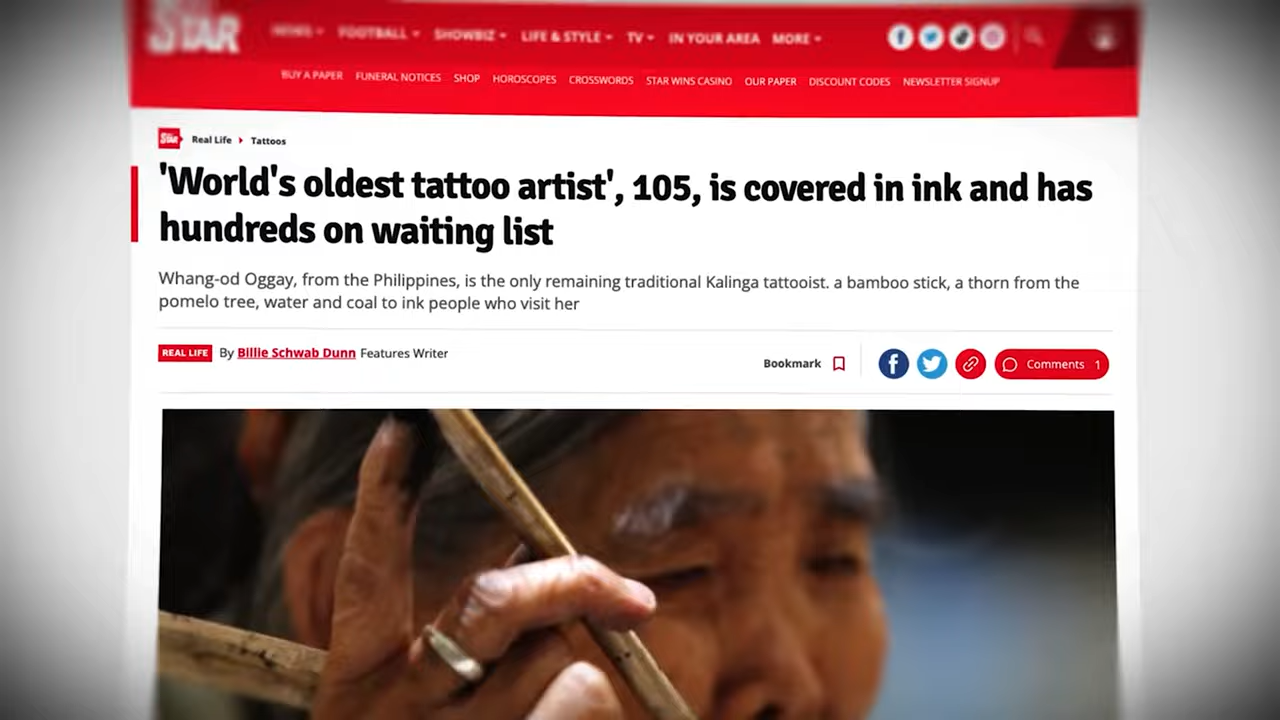 STAR
NEWS FOOTBALL SHOWBIZ LIFE & STYLE TV IN YOUR AREA MORE
BUY A PAPER FUNERAL NOTICES SHOP HOROSCOPES CROSSWORDS STAR WINS CASINO OUR PAPER DISCOUNT CODES NEWSLETTER SIGNUP
STAR Real Life Tattoos
'World's oldest tattoo artist', 105, is covered in ink and has
hundreds on waiting list
Whang-od Oggay, from the Philippines, is the only remaining traditional Kalinga tattooist. a bamboo stick, a thorn from the
pomelo tree, water and coal to ink people who visit her
REAL LIFE By Billie Schwab Dunn Features Writer
Bookmark Comments 1